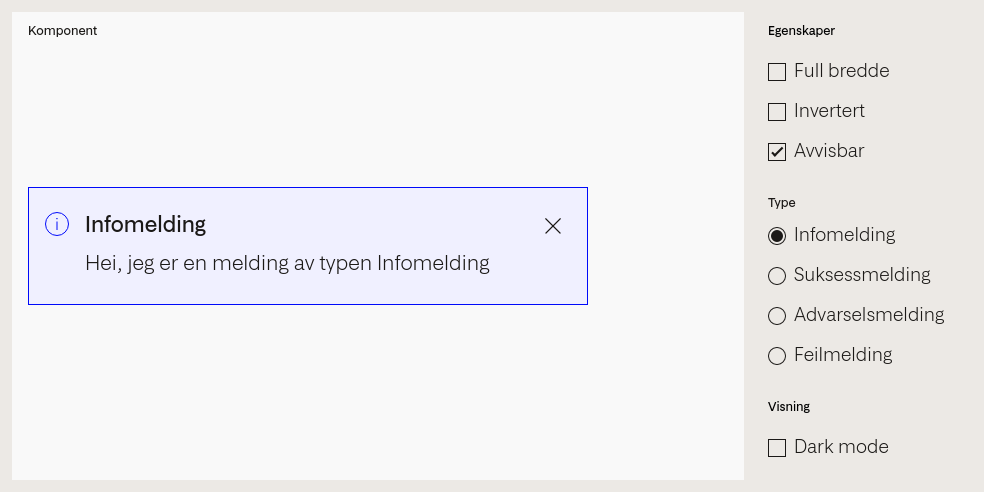 Komponent
Infomelding
Hei, jeg er en melding av typen Infomelding
Egenskaper
Full bredde
Invertert
Avvisbar
Type
Infomelding
Suksessmelding
Advarselsmelding
Feilmelding
Visning
Dark mode